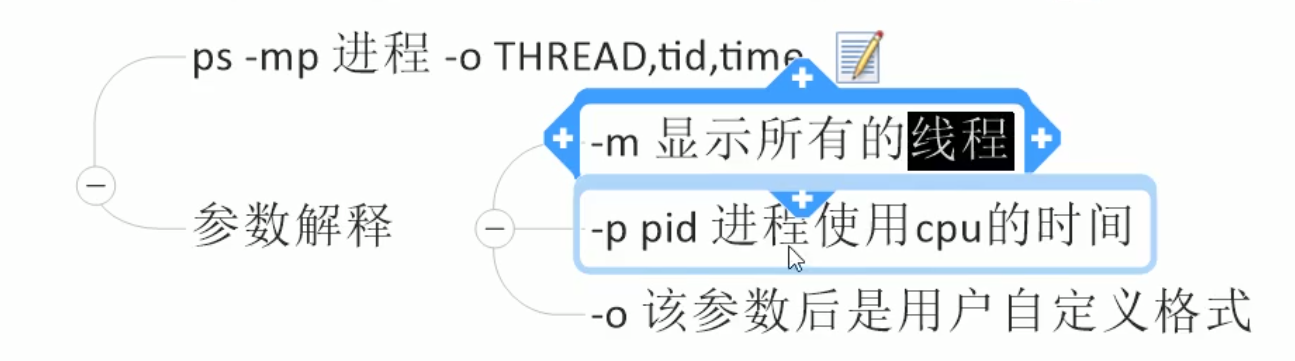 ps -mp 进程 -o THREAD,tid,time
-m 显示所有的线程
参数解释
-p pid 进程使用cpu的时间
-o 该参数后是用户自定义格式